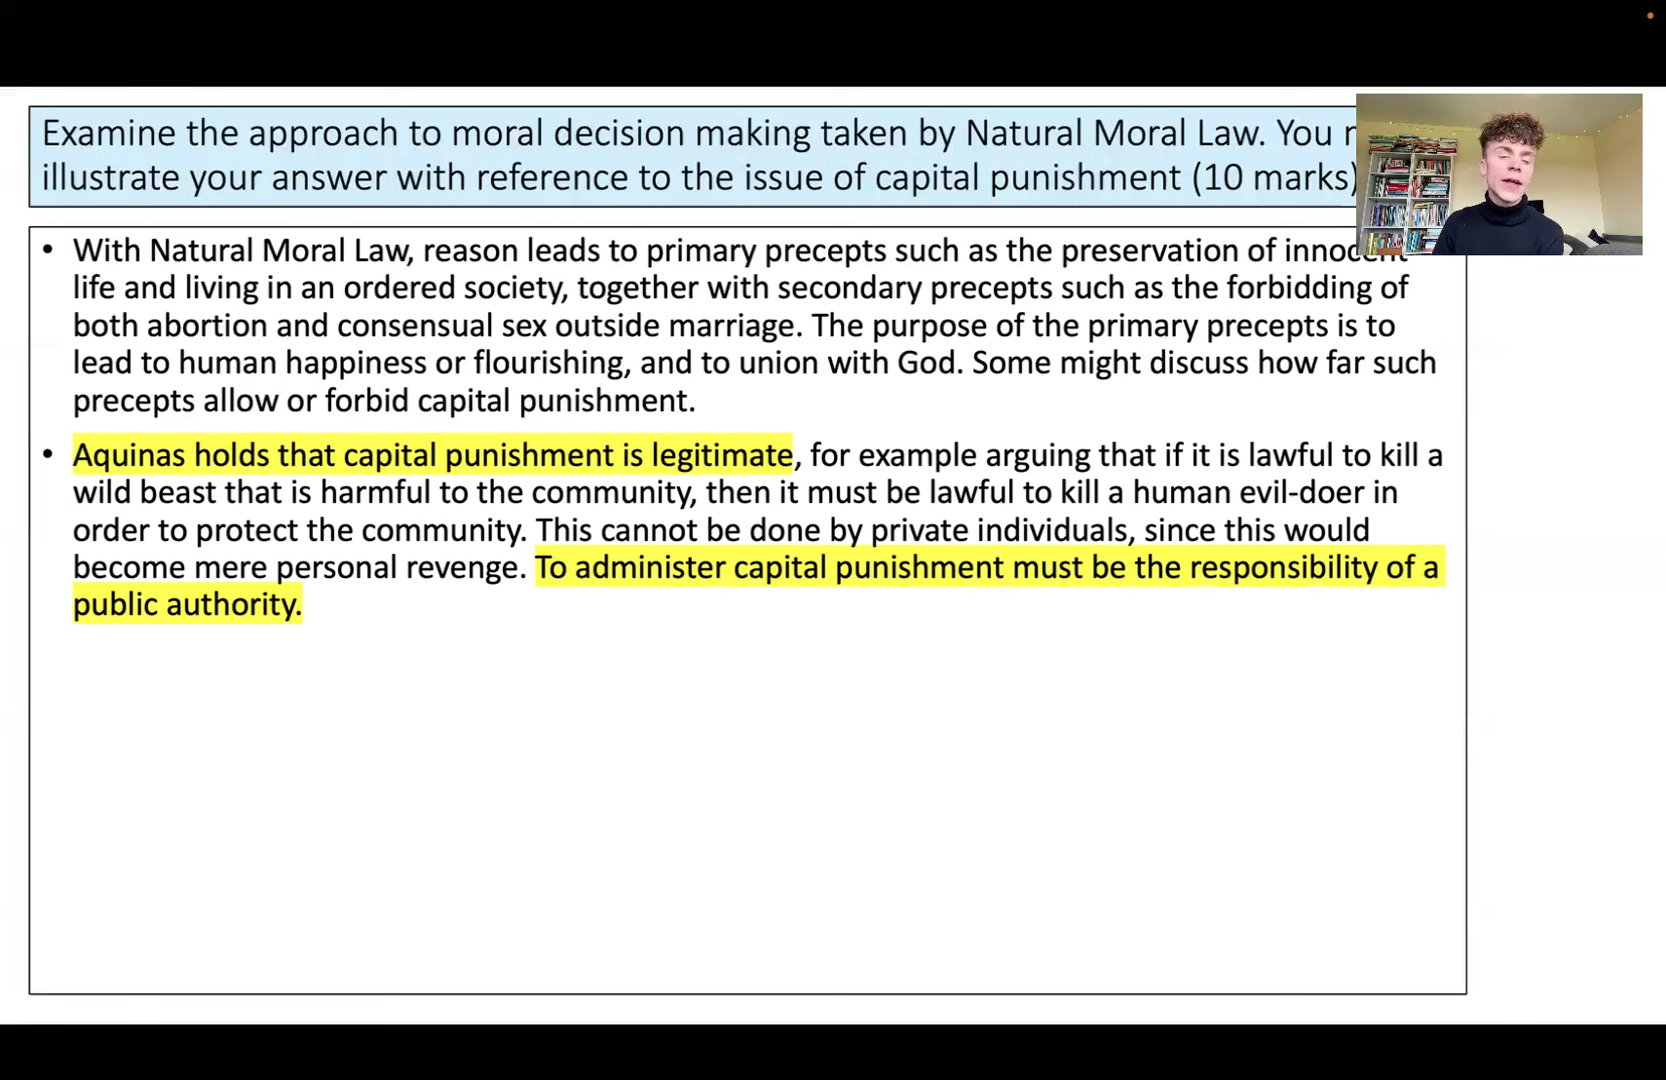 Examine the approach to moral decision making taken by Natural Moral Law. You
illustrate your answer with reference to the issue of capital punishment (10 marks)
• With Natural Moral Law, reason leads to primary precepts such as the preservation of innocent
life and living in an ordered society, together with secondary precepts such as the forbidding of
both abortion and consensual sex outside marriage. The purpose of the primary precepts is to
lead to human happiness or flourishing, and to union with God. Some might discuss how far such
precepts allow or forbid capital punishment.
• Aquinas holds that capital punishment is legitimate, for example arguing that if it is lawful to kill a
wild beast that is harmful to the community, then it must be lawful to kill a human evil-doer in
order to protect the community. This cannot be done by private individuals, since this would
become mere personal revenge. To administer capital punishment must be the responsibility of a
public authority.